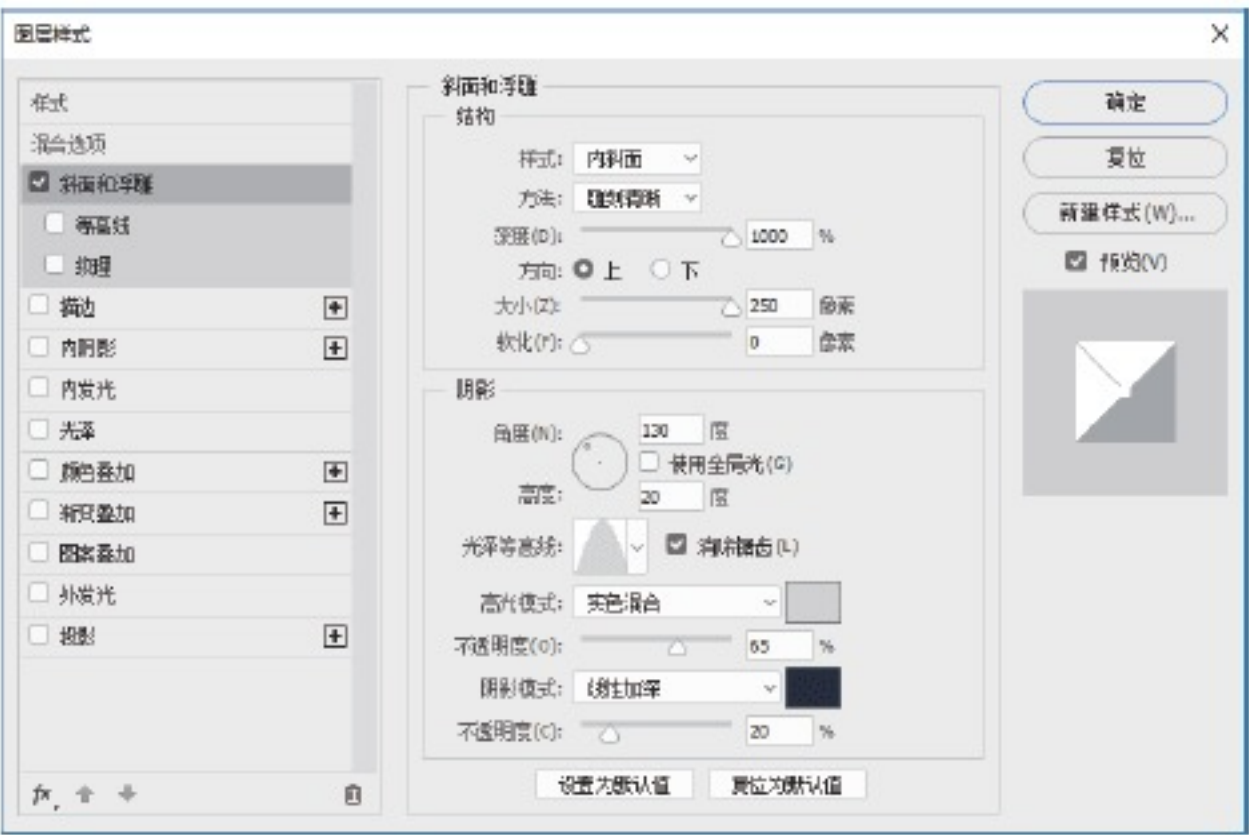 图层样式
样式
混合选项
斜面和浮雕
等高线
纹理
描边
内阴影
内发光
光泽
颜色叠加
渐变叠加
图案叠加
外发光
投影
fx
斜面和浮雕
结构
样式: 内斜面
方法: 雕刻清晰
深度(D): 1000 %
方向: 上 下
大小(Z): 250 像素
软化(F): 0 像素
阴影
角度(N): 130 度
使用全局光(G)
高度: 20 度
光泽等高线: 消除锯齿(L)
高光模式: 实色混合
不透明度(O): 65 %
阴影模式: 线性加深
不透明度(C): 20 %
设置为默认值 复位为默认值
确定
复位
新建样式(W)...
预览(V)